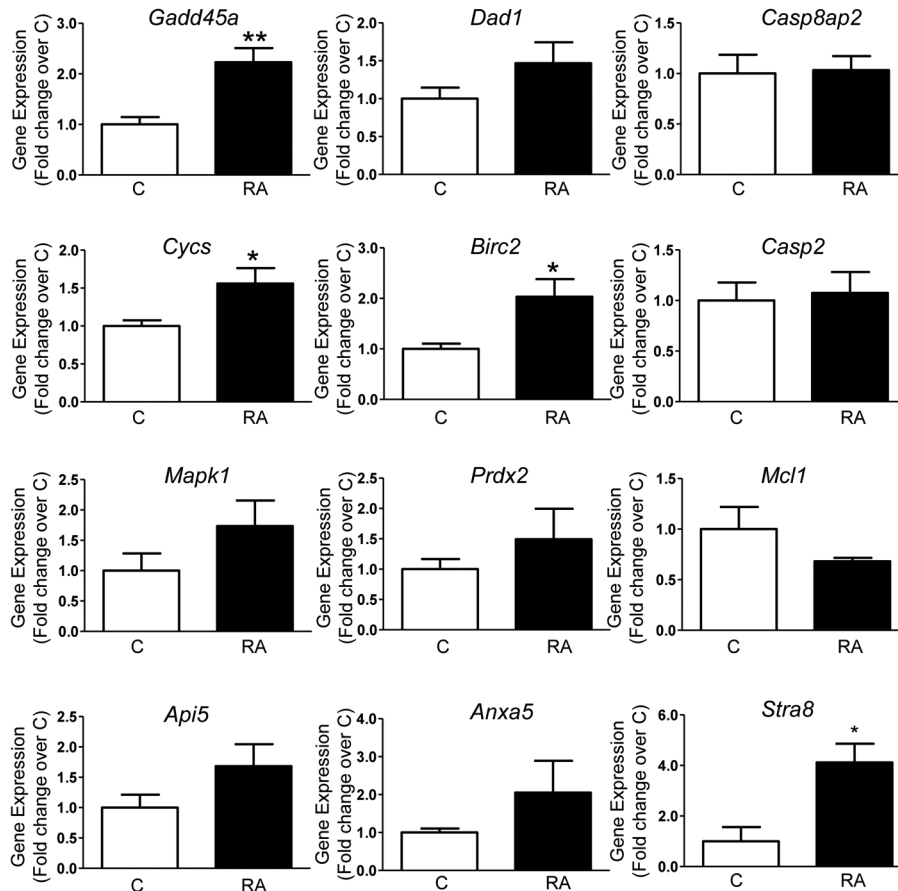 Gadd45a
Gene Expression
(Fold change over C)
3.0
2.0
1.0
0.0
**
C
RA
Dad1
Gene Expression
(Fold change over C)
2.0
1.5
1.0
0.5
0.0
C
RA
Casp8ap2
Gene Expression
(Fold change over C)
1.5
1.0
0.5
0.0
C
RA
Cycs
Gene Expression
(Fold change over C)
2.0
1.5
1.0
0.5
0.0
*
C
RA
Birc2
Gene Expression
(Fold change over C)
3.0
2.0
1.0
0.0
*
C
RA
Casp2
Gene Expression
(Fold change over C)
1.5
1.0
0.5
0.0
C
RA
Mapk1
Gene Expression
(Fold change over C)
2.5
2.0
1.5
1.0
0.5
0.0
C
RA
Prdx2
Gene Expression
(Fold change over C)
2.5
2.0
1.5
1.0
0.5
0.0
C
RA
Mcl1
Gene Expression
(Fold change over C)
1.5
1.0
0.5
0.0
C
RA
Api5
Gene Expression
(Fold change over C)
2.5
2.0
1.5
1.0
0.5
0.0
C
RA
Anxa5
Gene Expression
(Fold change over C)
4.0
3.0
2.0
1.0
0.0
C
RA
Stra8
Gene Expression
(Fold change over C)
6.0
4.0
2.0
0.0
*
C
RA